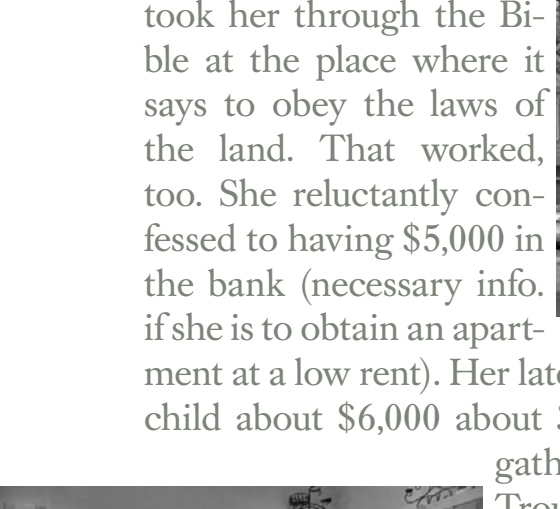 took her through the Bi-
ble at the place where it
says to obey the laws of
the land. That worked,
too. She reluctantly con-
fessed to having $5,000 in
the bank (necessary info.
if she is to obtain an apart-
ment at a low rent). Her
child about $6,000 about